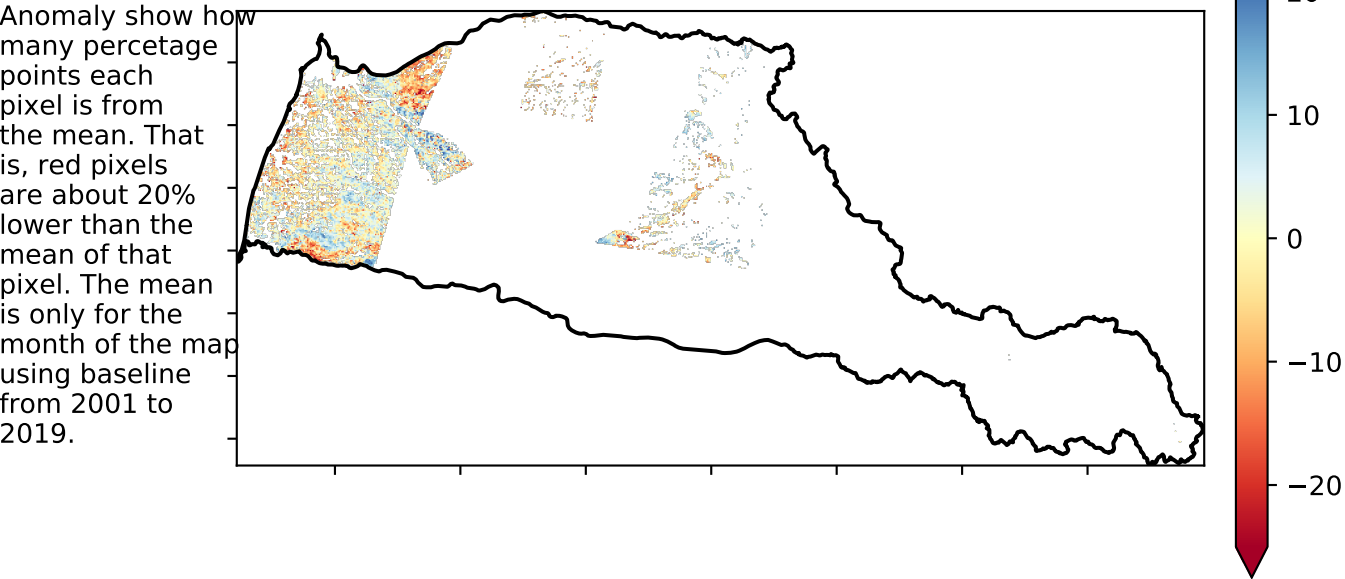 Anomaly show how
many percetage
points each
pixel is from
the mean. That
is, red pixels
are about 20%
lower than the
mean of that
pixel. The mean
is only for the
month of the map
using baseline
from 2001 to
2019.
10
0
−10
−20